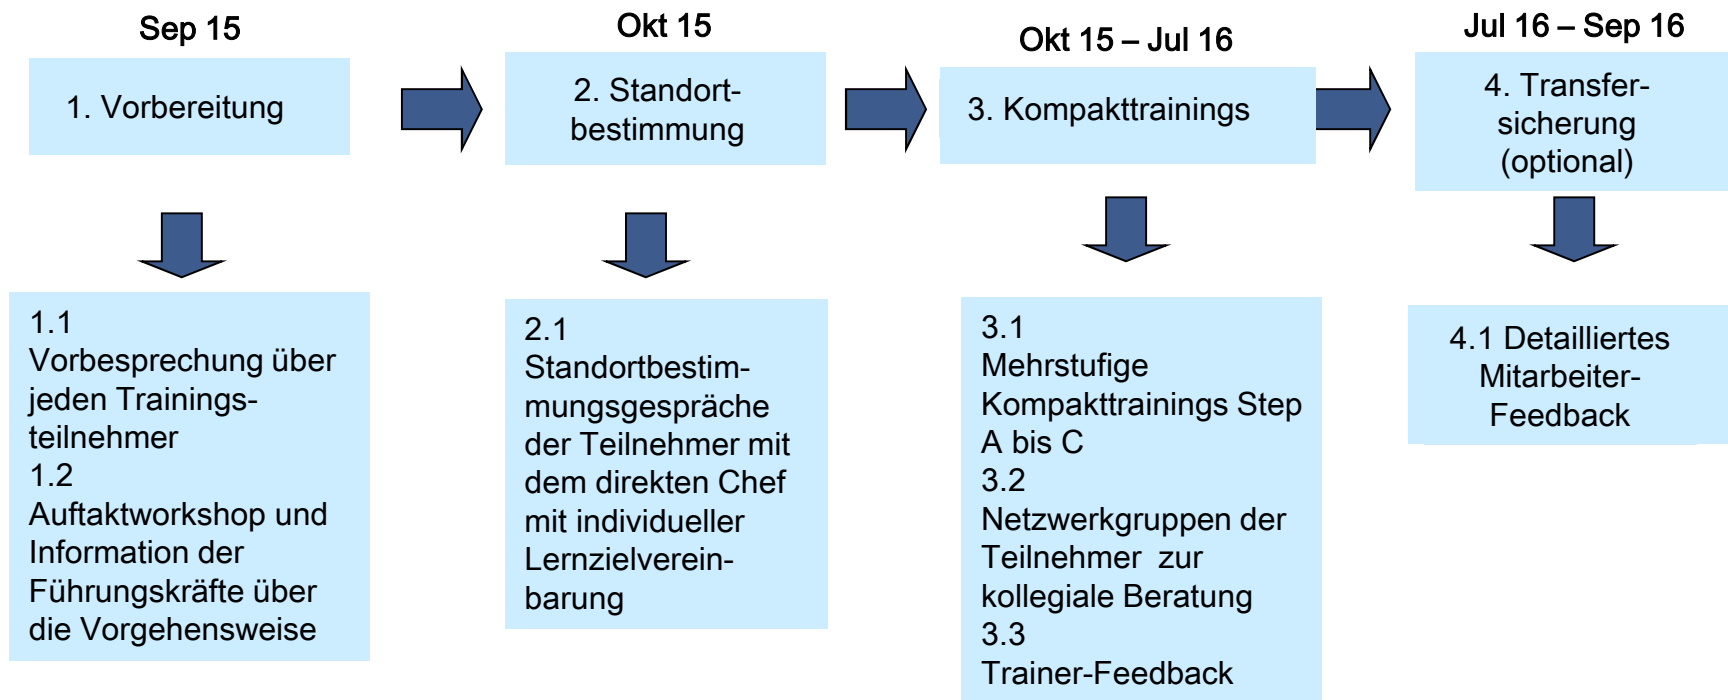 Sep 15
Okt 15
Okt 15 – Jul 16
Jul 16 – Sep 16
1. Vorbereitung
2. Standort-
bestimmung
3. Kompakttrainings
4. Transfer-
sicherung
(optional)
1.1
Vorbesprechung über
jeden Trainings-
teilnehmer
1.2
Auftaktworkshop und
Information der
Führungskräfte über
die Vorgehensweise
2.1
Standortbestim-
mungsgespräche
der Teilnehmer mit
dem direkten Chef
mit individueller
Lernzielverein-
barung
3.1
Mehrstufige
Kompakttrainings Step
A bis C
3.2
Netzwerkgruppen der
Teilnehmer zur
kollegiale Beratung
3.3
Trainer-Feedback
4.1 Detailliertes
Mitarbeiter-
Feedback